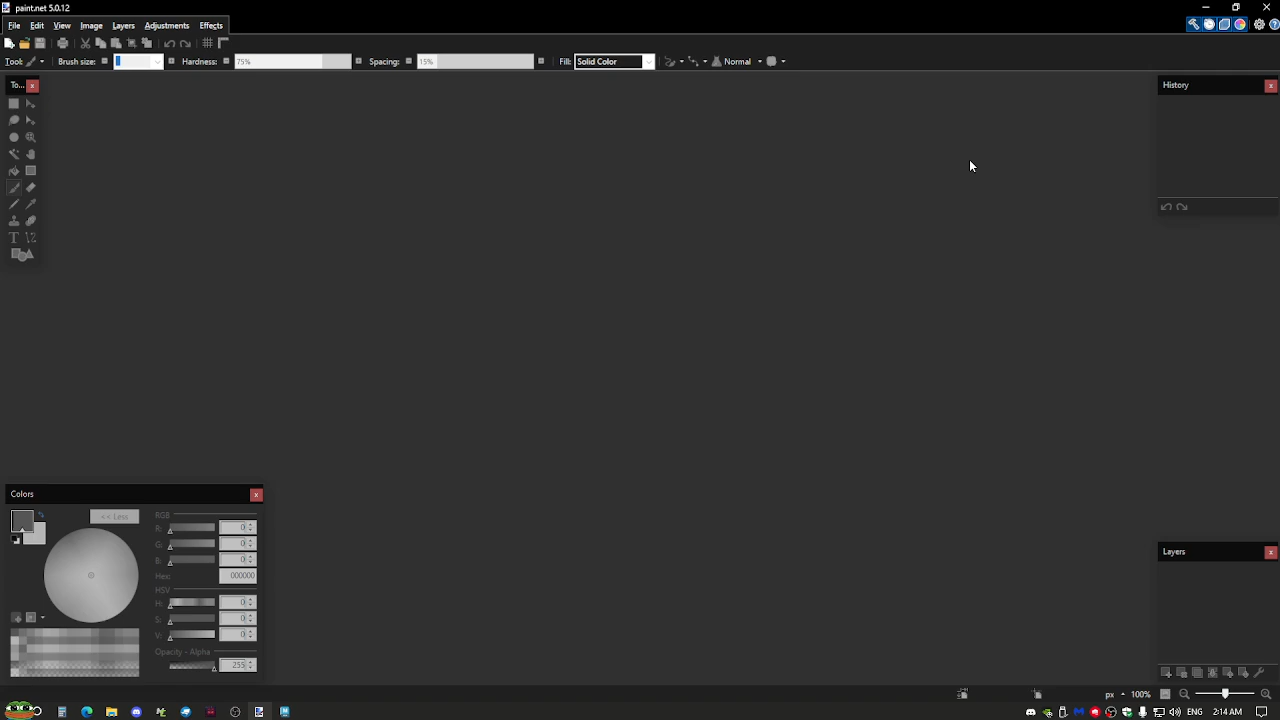 paint.net 5.0.12
File Edit View Image Layers Adjustments Effects
Tool: Brush size: Hardness: 75% Spacing: 15% Fill: Solid Color Normal
To...
History
Colors
<< Less
RGB
R: 0
G: 0
B: 0
Hex: 000000
HSV
H: 0
S: 0
V: 0
Opacity - Alpha
255
Layers
px 100%
ENG 2:14 AM